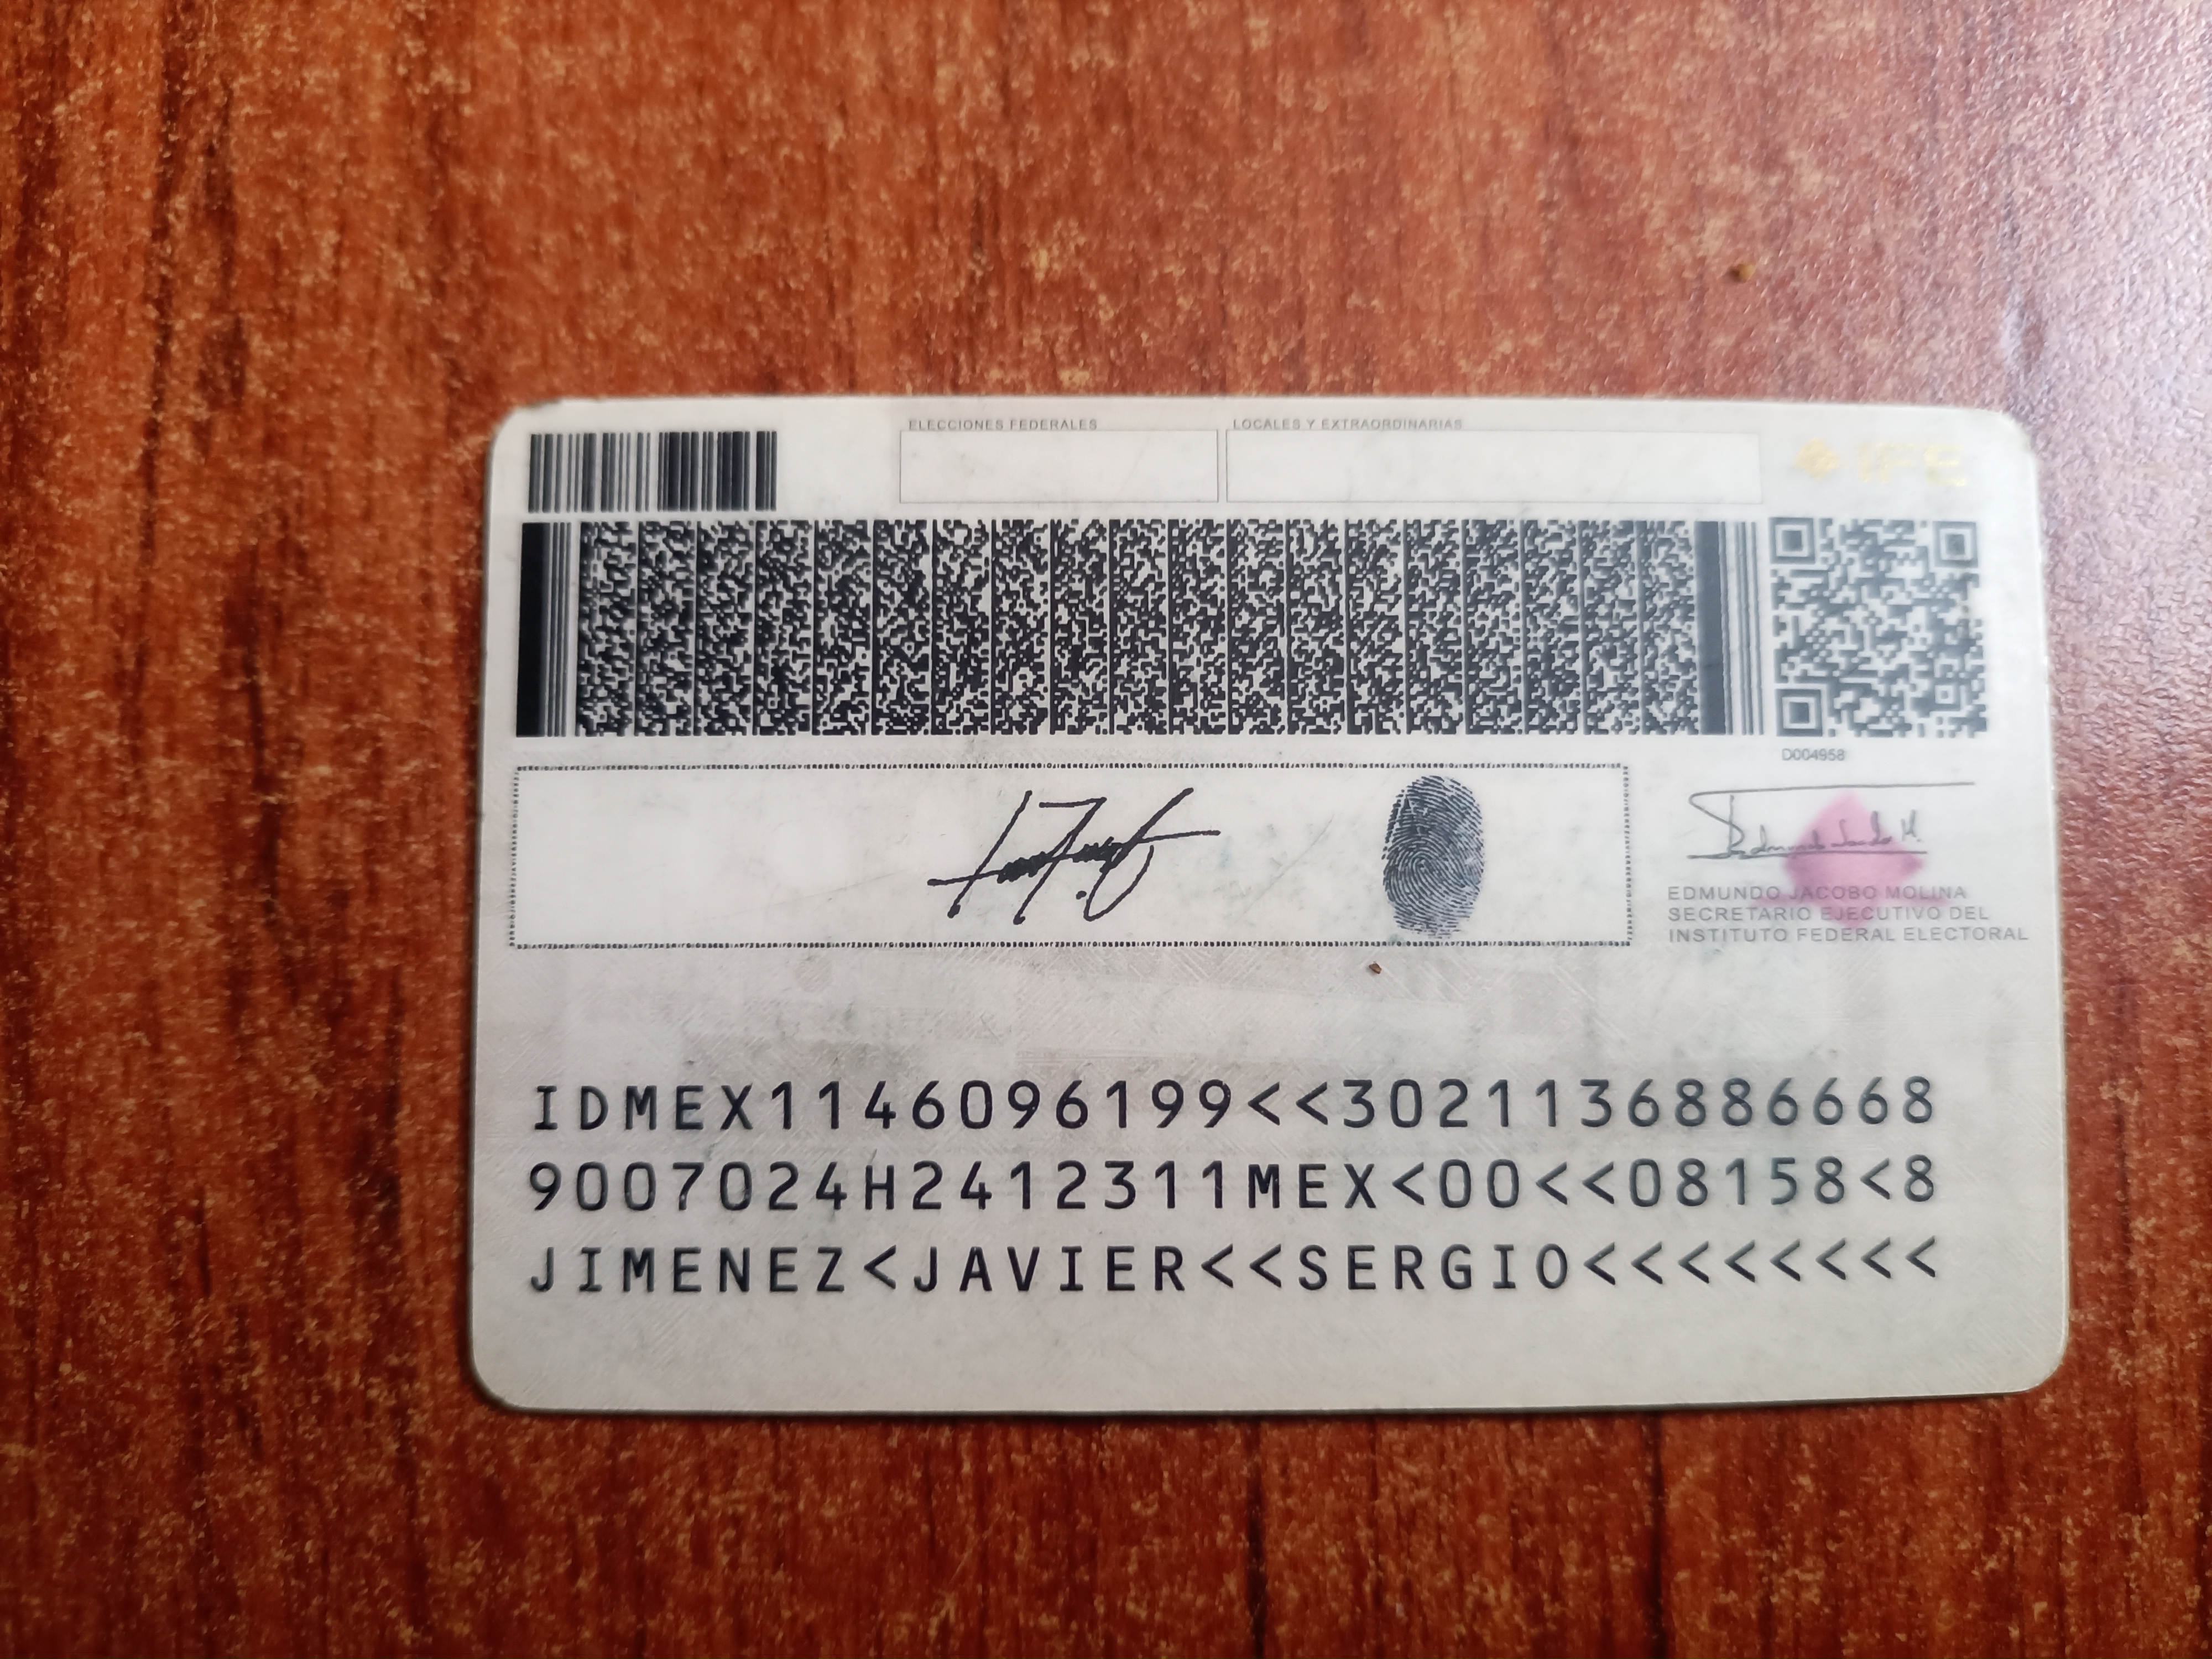 ELECCIONES FEDERALES
LOCALES Y EXTRAORDINARIAS
IFE
D004958
EDMUNDO JACOBO MOLINA
SECRETARIO EJECUTIVO DEL
INSTITUTO FEDERAL ELECTORAL
IDMEX1146096199<<3021136886668
9007024H2412311MEX<00<<08158<8
JIMENEZ<JAVIER<<SERGIO<<<<<<<<